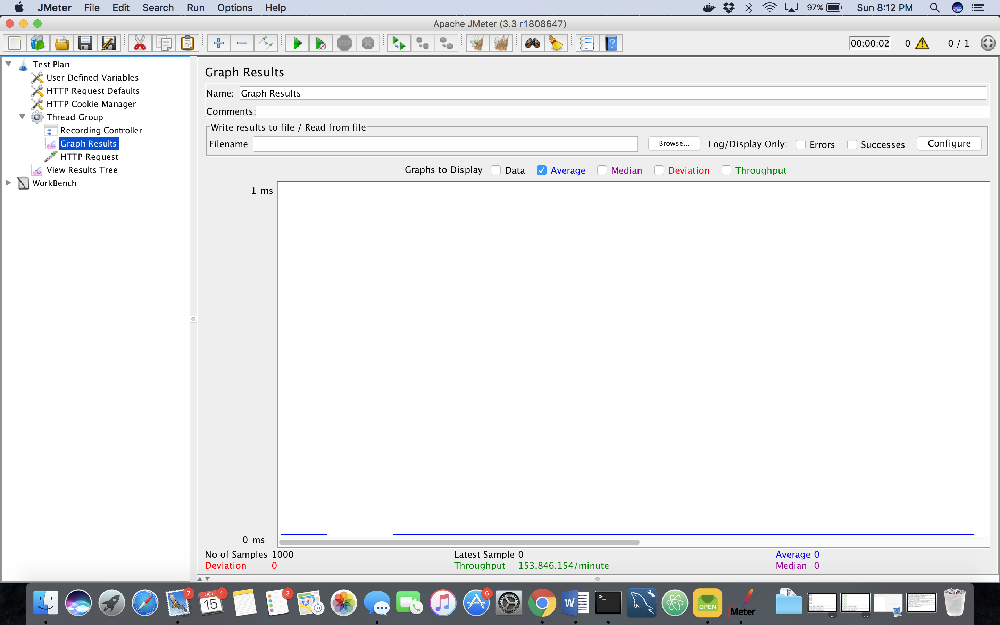 JMeter File Edit Search Run Options Help 97% Sun 8:12 PM
Apache JMeter (3.3 r1808647)
STOP 00:00:02 0 0 / 1
Test Plan
User Defined Variables
HTTP Request Defaults
HTTP Cookie Manager
Thread Group
Recording Controller
Graph Results
HTTP Request
View Results Tree
WorkBench
Graph Results
Name: Graph Results
Comments:
Write results to file / Read from file
Filename Browse... Log/Display Only: Errors Successes Configure
Graphs to Display Data Average Median Deviation Throughput
1 ms
0 ms
No of Samples 1000 Latest Sample 0 Average 0
Deviation 0 Throughput 153,846.154/minute Median 0
7 OCT 15 1 3 280 3D 6 W >_ OPEN JMeter